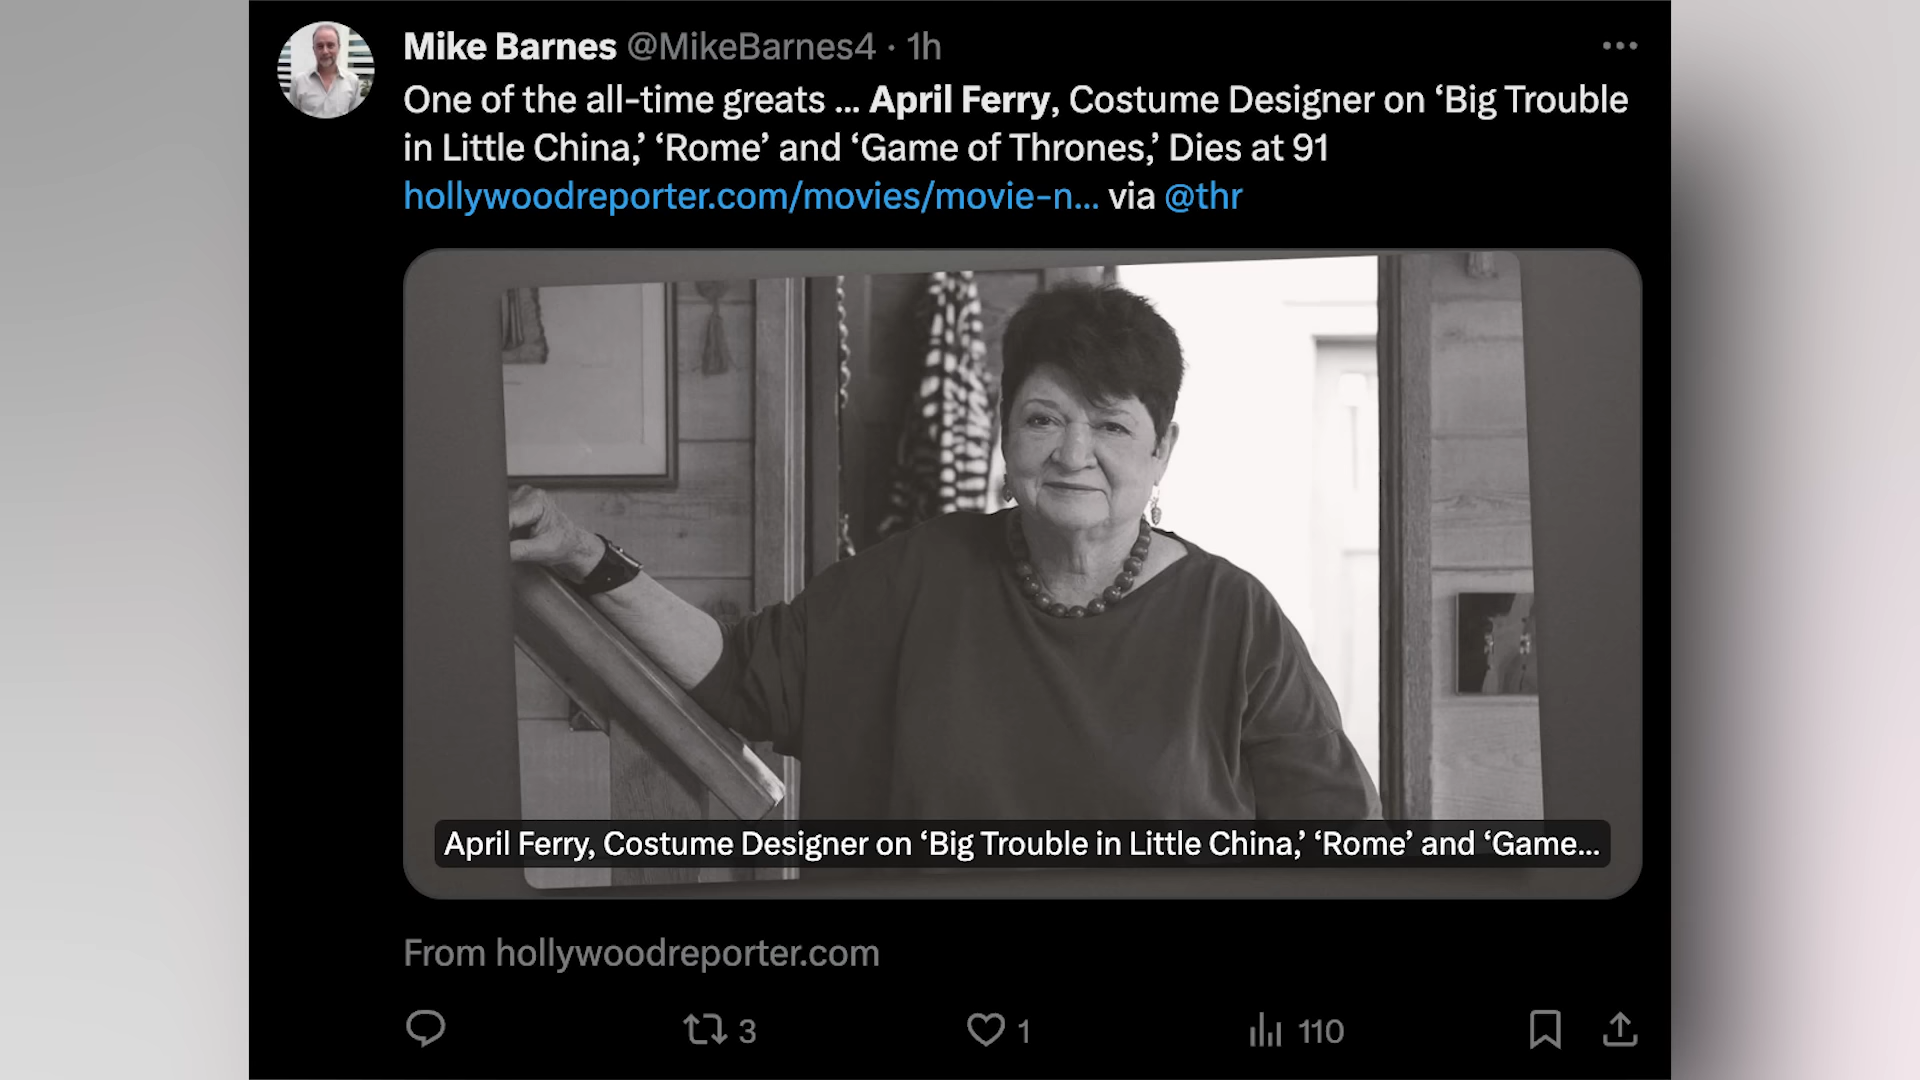 Mike Barnes @MikeBarnes4 · 1h
One of the all-time greats ... April Ferry, Costume Designer on ‘Big Trouble
in Little China,’ ‘Rome’ and ‘Game of Thrones,’ Dies at 91
hollywoodreporter.com/movies/movie-n... via @thr
April Ferry, Costume Designer on ‘Big Trouble in Little China,’ ‘Rome’ and ‘Game...
From hollywoodreporter.com
3 1 110